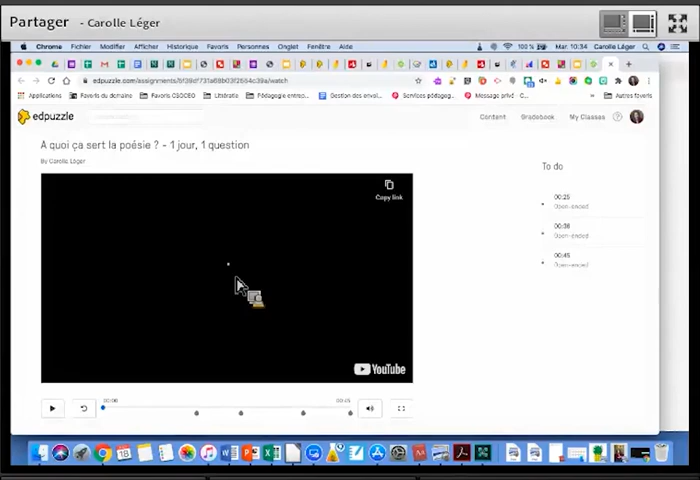 Partager - Carolle Léger
Chrome Fichier Modifier Afficher Historique Favoris Personnes Onglet Fenêtre Aide 100 % Mar. 10:34 Carolle Léger
Applications Favoris du domaine Favoris CSDCEO Littératie Pédagogie entrep... Gestion des envoi... Services pédagog... Message privé Autres favoris
edpuzzle Content Gradebook My Classes
A quoi ça sert la poésie ? - 1 jour, 1 question
By Carolle Léger
To do
Copy link
00:25
Open-ended
00:38
Open-ended
00:45
Open-ended
YouTube
00:00